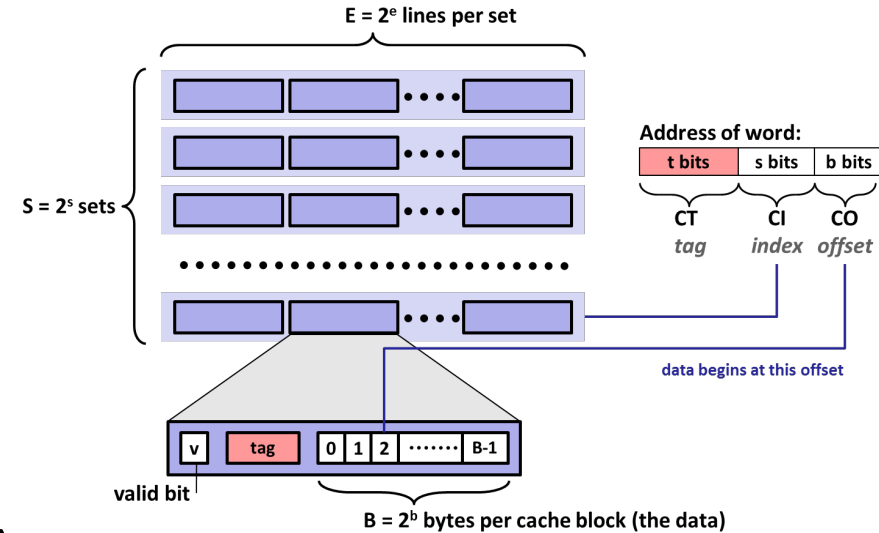 E = 2ᵉ lines per set
S = 2ˢ sets
Address of word:
t bits s bits b bits
CT CI CO
tag index offset
data begins at this offset
v tag 0 1 2 ······· B-1
valid bit
B = 2ᵇ bytes per cache block (the data)